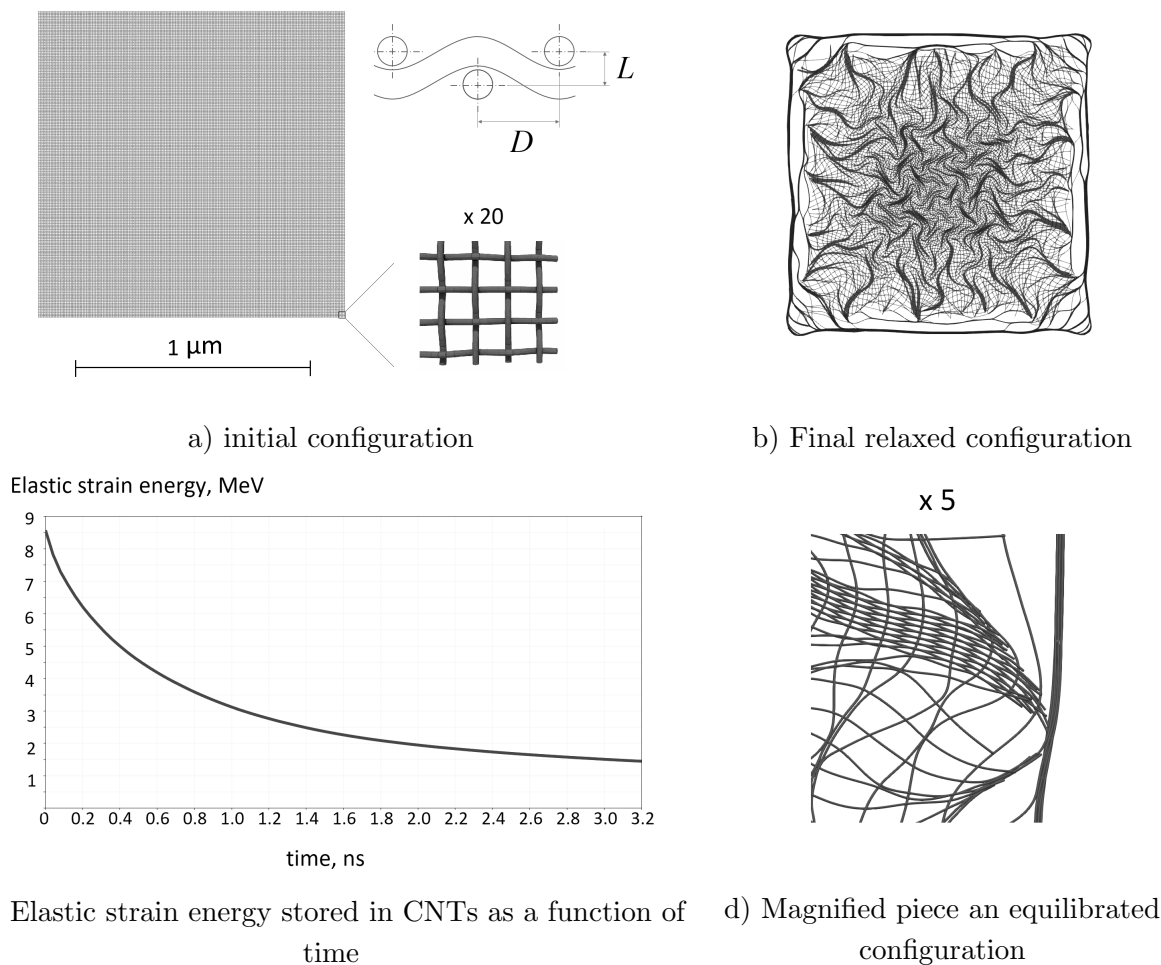 L
D
x 20
1 μm
a) initial configuration
b) Final relaxed configuration
Elastic strain energy, MeV
9
8
7
6
5
4
3
2
1
0 0.2 0.4 0.6 0.8 1.0 1.2 1.4 1.6 1.8 2.0 2.2 2.4 2.6 2.8 3.0 3.2
time, ns
Elastic strain energy stored in CNTs as a function of
time
x 5
d) Magnified piece an equilibrated
configuration